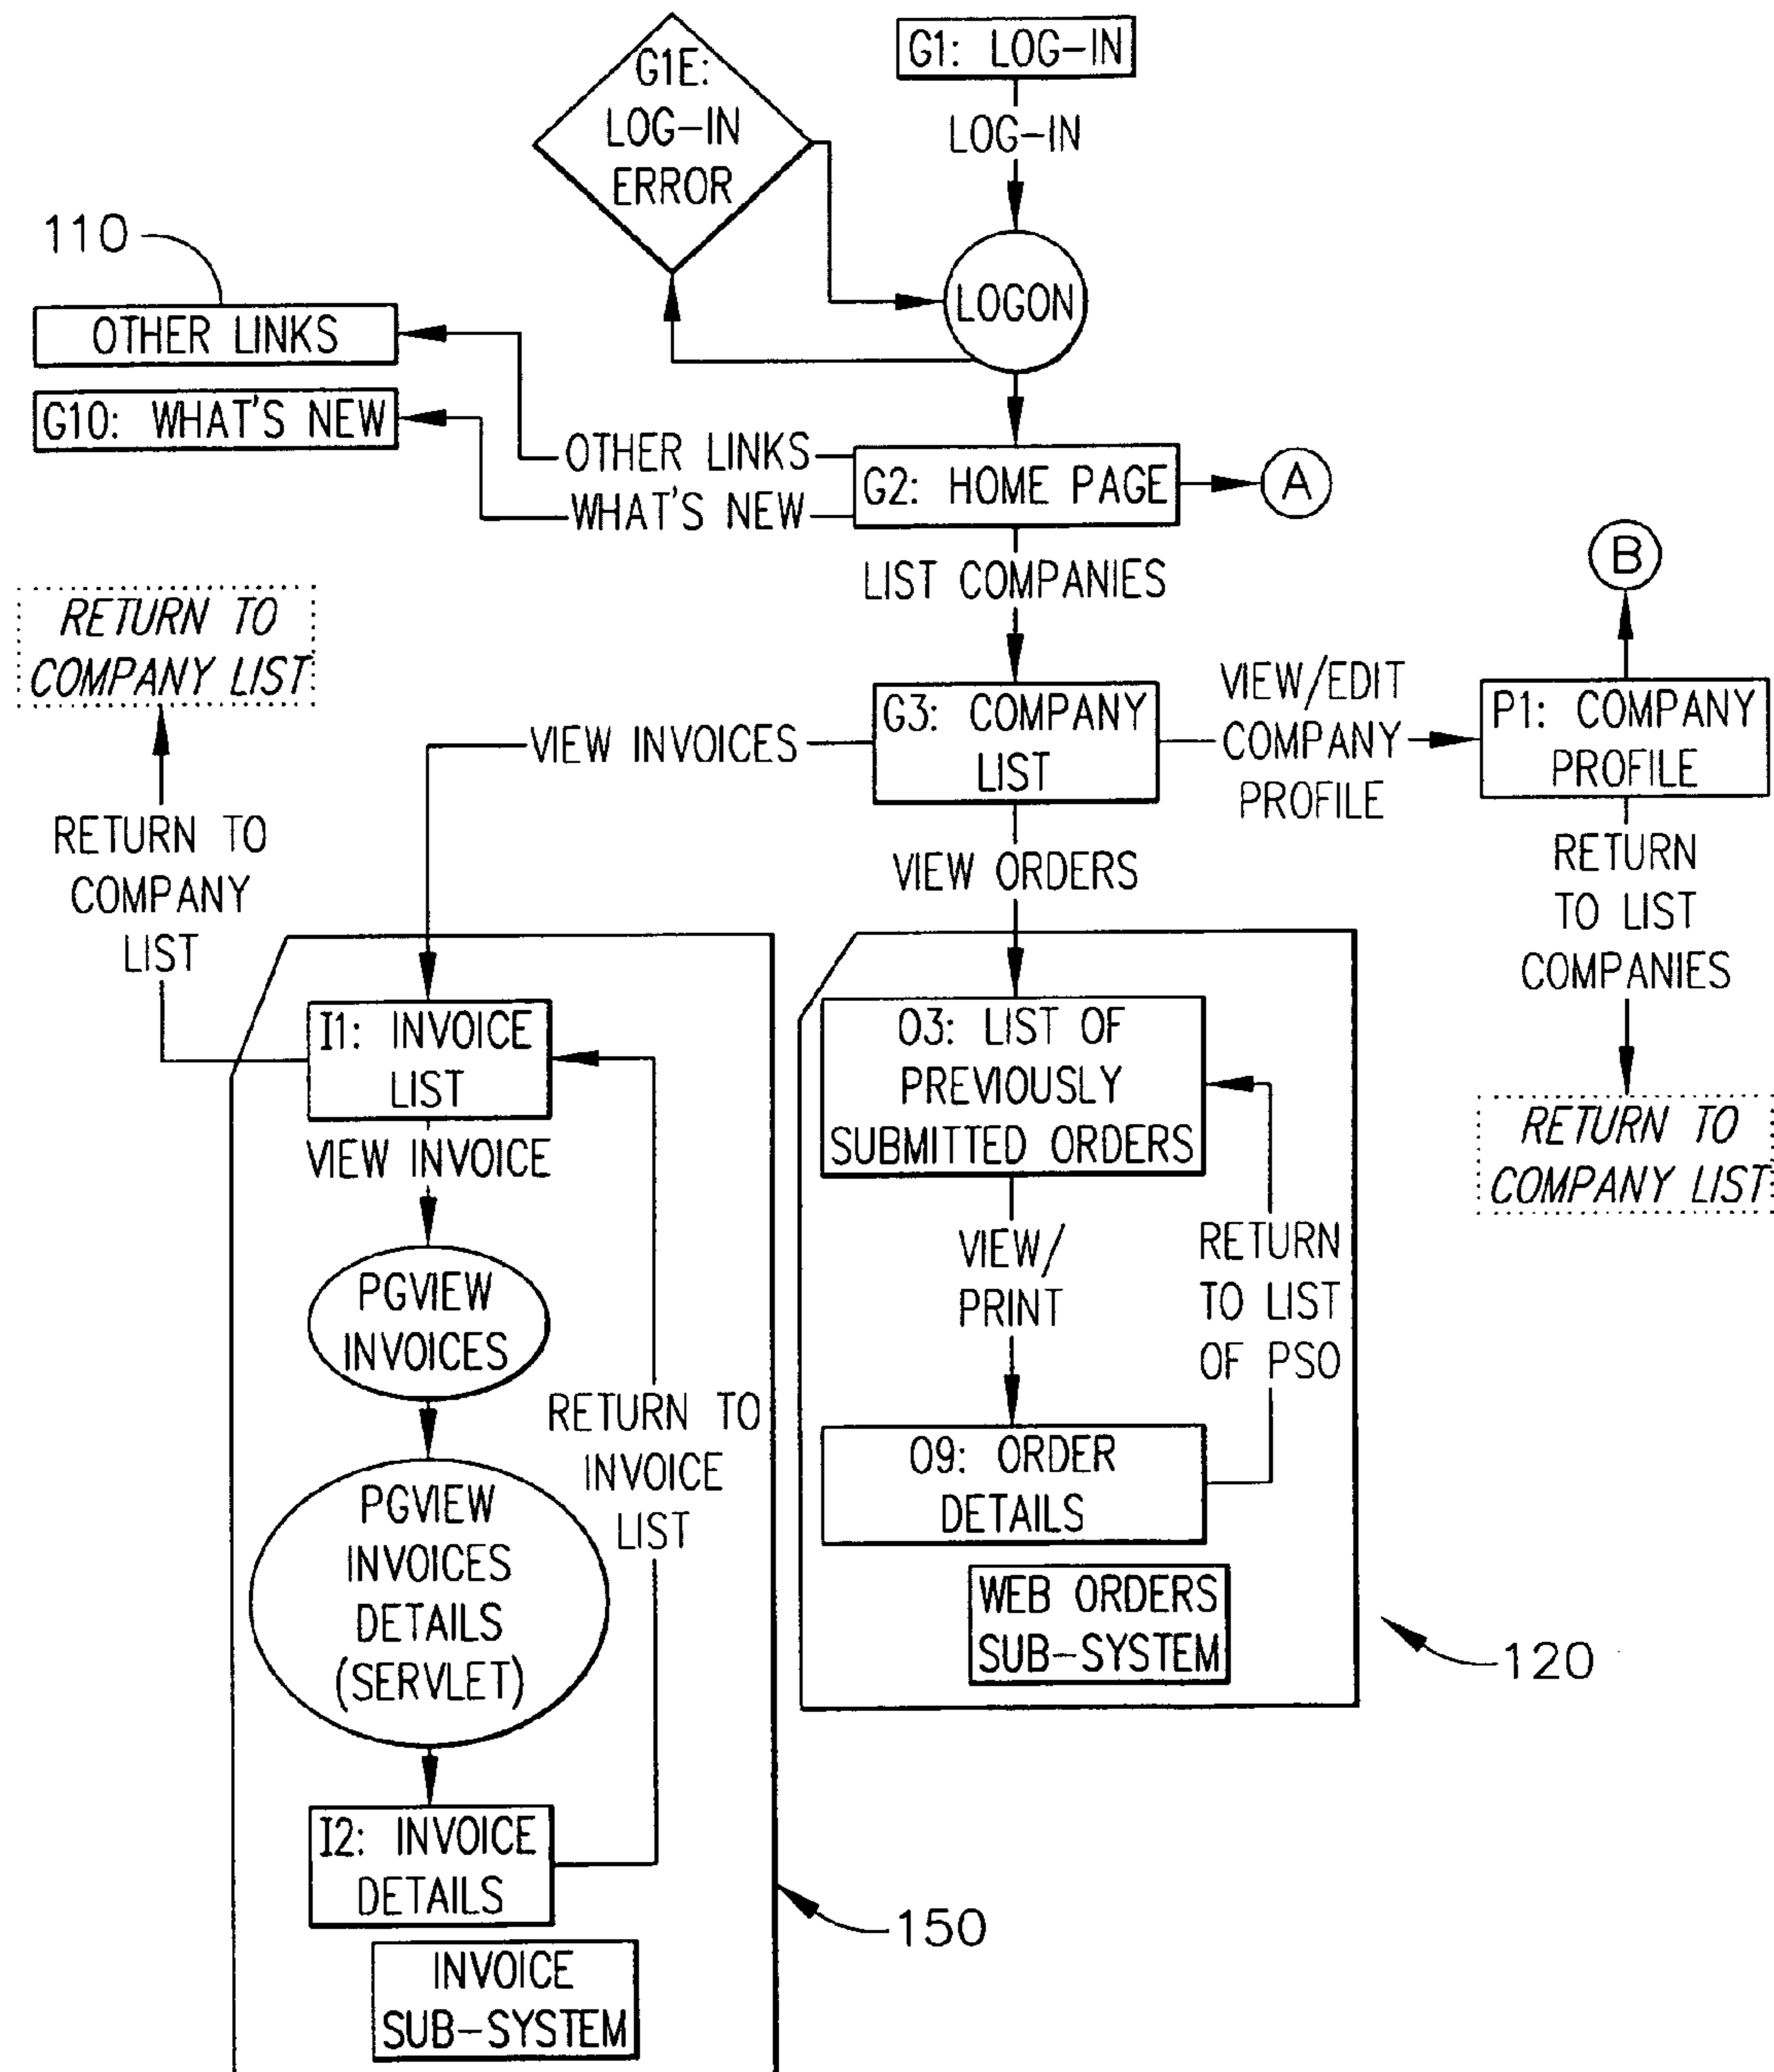 G1: LOG-IN
G1E:
LOG-IN
ERROR
LOG-IN
110
LOGON
OTHER LINKS
G10: WHAT'S NEW
OTHER LINKS
WHAT'S NEW
G2: HOME PAGE
A
LIST COMPANIES
B
RETURN TO
COMPANY LIST
VIEW INVOICES
G3: COMPANY
LIST
VIEW/EDIT
COMPANY
PROFILE
P1: COMPANY
PROFILE
RETURN TO
COMPANY
LIST
VIEW ORDERS
RETURN
TO LIST
COMPANIES
RETURN TO
COMPANY LIST
I1: INVOICE
LIST
VIEW INVOICE
PGVIEW
INVOICES
PGVIEW
INVOICES
DETAILS
(SERVLET)
RETURN TO
INVOICE
LIST
I2: INVOICE
DETAILS
INVOICE
SUB-SYSTEM
150
O3: LIST OF
PREVIOUSLY
SUBMITTED ORDERS
VIEW/
PRINT
RETURN
TO LIST
OF PSO
O9: ORDER
DETAILS
WEB ORDERS
SUB-SYSTEM
120